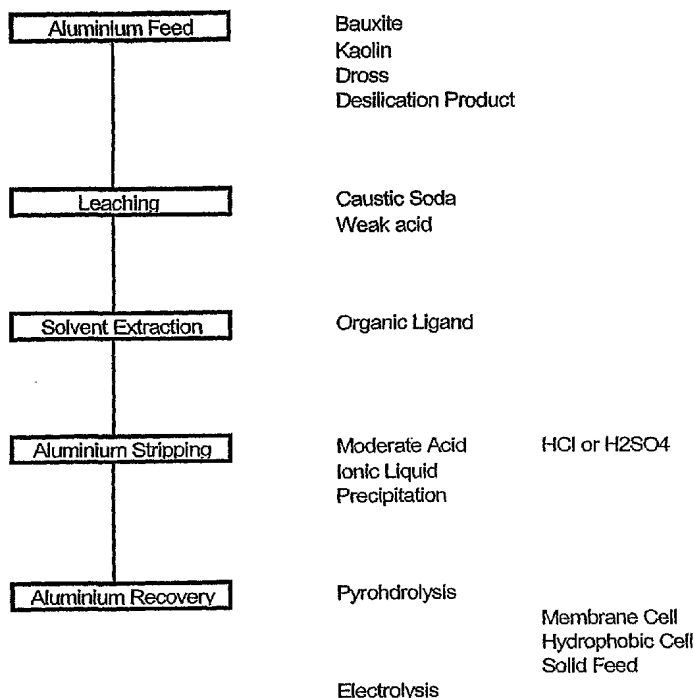 Aluminium Feed Bauxite
Kaolin
Dross
Desilication Product
Leaching Caustic Soda
Weak acid
Solvent Extraction Organic Ligand
Aluminium Stripping Moderate Acid HCl or H2SO4
Ionic Liquid
Precipitation
Aluminium Recovery Pyrohdrolysis
Membrane Cell
Hydrophobic Cell
Solid Feed
Electrolysis